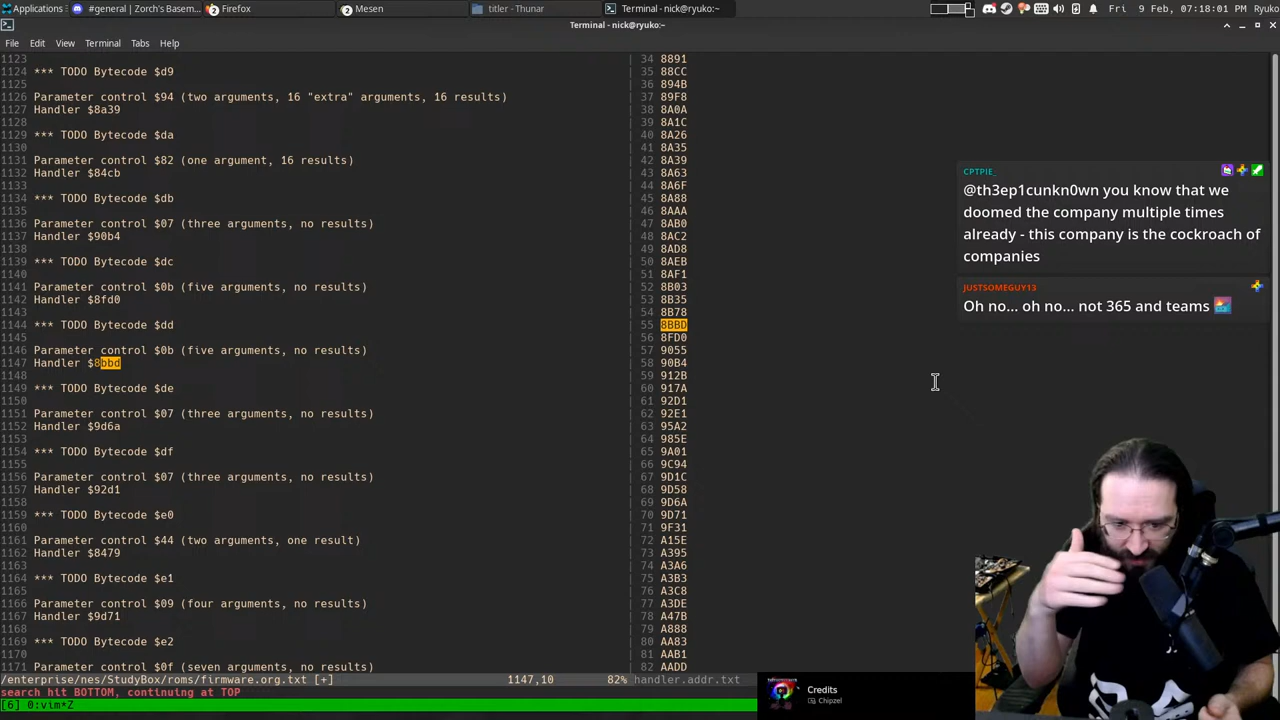 Applications
#general | Zorch's Basem...
2 Firefox
2 Mesen
titler - Thunar
Terminal - nick@ryuko:~
Fri 9 Feb, 07:18:01 PM Ryuko
Terminal - nick@ryuko:~
File Edit View Terminal Tabs Help
1123
1124 *** TODO Bytecode $d9
1125
1126 Parameter control $94 (two arguments, 16 "extra" arguments, 16 results)
1127 Handler $8a39
1128
1129 *** TODO Bytecode $da
1130
1131 Parameter control $82 (one argument, 16 results)
1132 Handler $84cb
1133
1134 *** TODO Bytecode $db
1135
1136 Parameter control $07 (three arguments, no results)
1137 Handler $90b4
1138
1139 *** TODO Bytecode $dc
1140
1141 Parameter control $0b (five arguments, no results)
1142 Handler $8fd0
1143
1144 *** TODO Bytecode $dd
1145
1146 Parameter control $0b (five arguments, no results)
1147 Handler $8bbd
1148
1149 *** TODO Bytecode $de
1150
1151 Parameter control $07 (three arguments, no results)
1152 Handler $9d6a
1153
1154 *** TODO Bytecode $df
1155
1156 Parameter control $07 (three arguments, no results)
1157 Handler $92d1
1158
1159 *** TODO Bytecode $e0
1160
1161 Parameter control $44 (two arguments, one result)
1162 Handler $8479
1163
1164 *** TODO Bytecode $e1
1165
1166 Parameter control $09 (four arguments, no results)
1167 Handler $9d71
1168
1169 *** TODO Bytecode $e2
1170
1171 Parameter control $0f (seven arguments, no results)
/enterprise/nes/StudyBox/roms/firmware.org.txt [+] 1147,10 82%
search hit BOTTOM, continuing at TOP
[6] 0:vim*Z
34 8891
35 88CC
36 894B
37 89F8
38 8A0A
39 8A1C
40 8A26
41 8A35
42 8A39
43 8A63
44 8A6F
45 8A88
46 8AAA
47 8AB0
48 8AC2
49 8AD8
50 8AEB
51 8AF1
52 8B03
53 8B35
54 8B78
55 8BBD
56 8FD0
57 9055
58 90B4
59 912B
60 917A
61 92D1
62 92E1
63 95A2
64 985E
65 9A01
66 9C94
67 9D1C
68 9D58
69 9D6A
70 9D71
71 9F31
72 A15E
73 A395
74 A3A6
75 A3B3
76 A3C8
77 A3DE
78 A47B
79 A888
80 AA83
81 AAB1
82 AADD
handler.addr.txt
CPTPIE_
@th3ep1cunkn0wn you know that we
doomed the company multiple times
already - this company is the cockroach of
companies
JUSTSOMEGUY13
Oh no... oh no... not 365 and teams
Credits
Chipzel